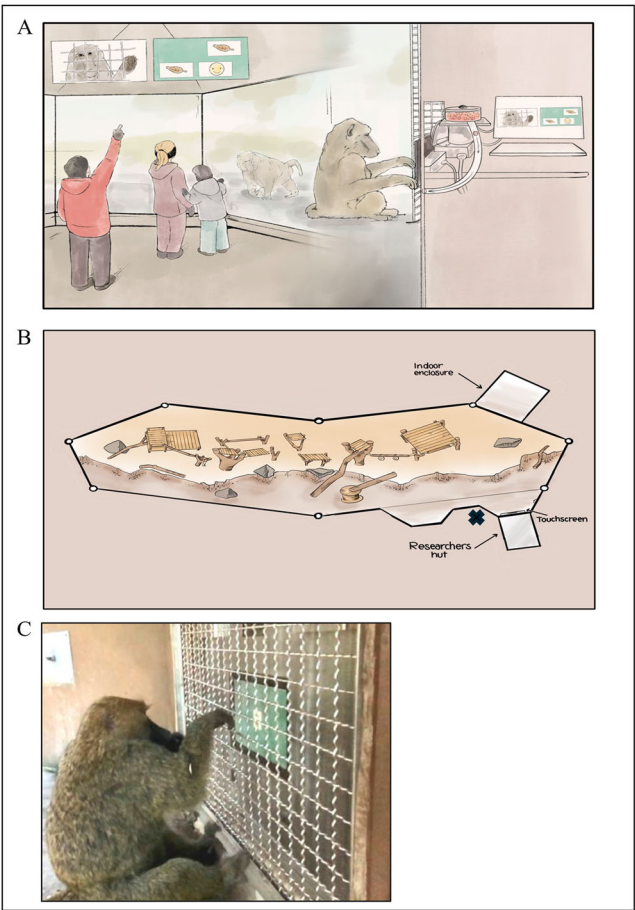 A
B
Indoor
enclosure
Touchscreen
Researchers
hut
C